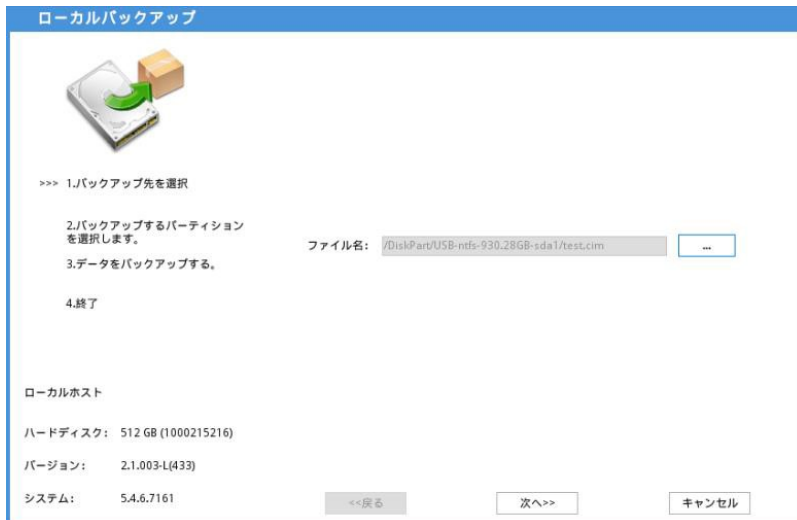 ローカルバックアップ
>>> 1.バックアップ先を選択
2.バックアップするパーティション
を選択します。
ファイル名: /DiskPart/USB-ntfs-930.28GB-sda1/test.cim ...
3.データをバックアップする。
4.終了
ローカルホスト
ハードディスク: 512 GB (1000215216)
バージョン: 2.1.003-L(433)
システム: 5.4.6.7161
<<戻る 次へ>> キャンセル